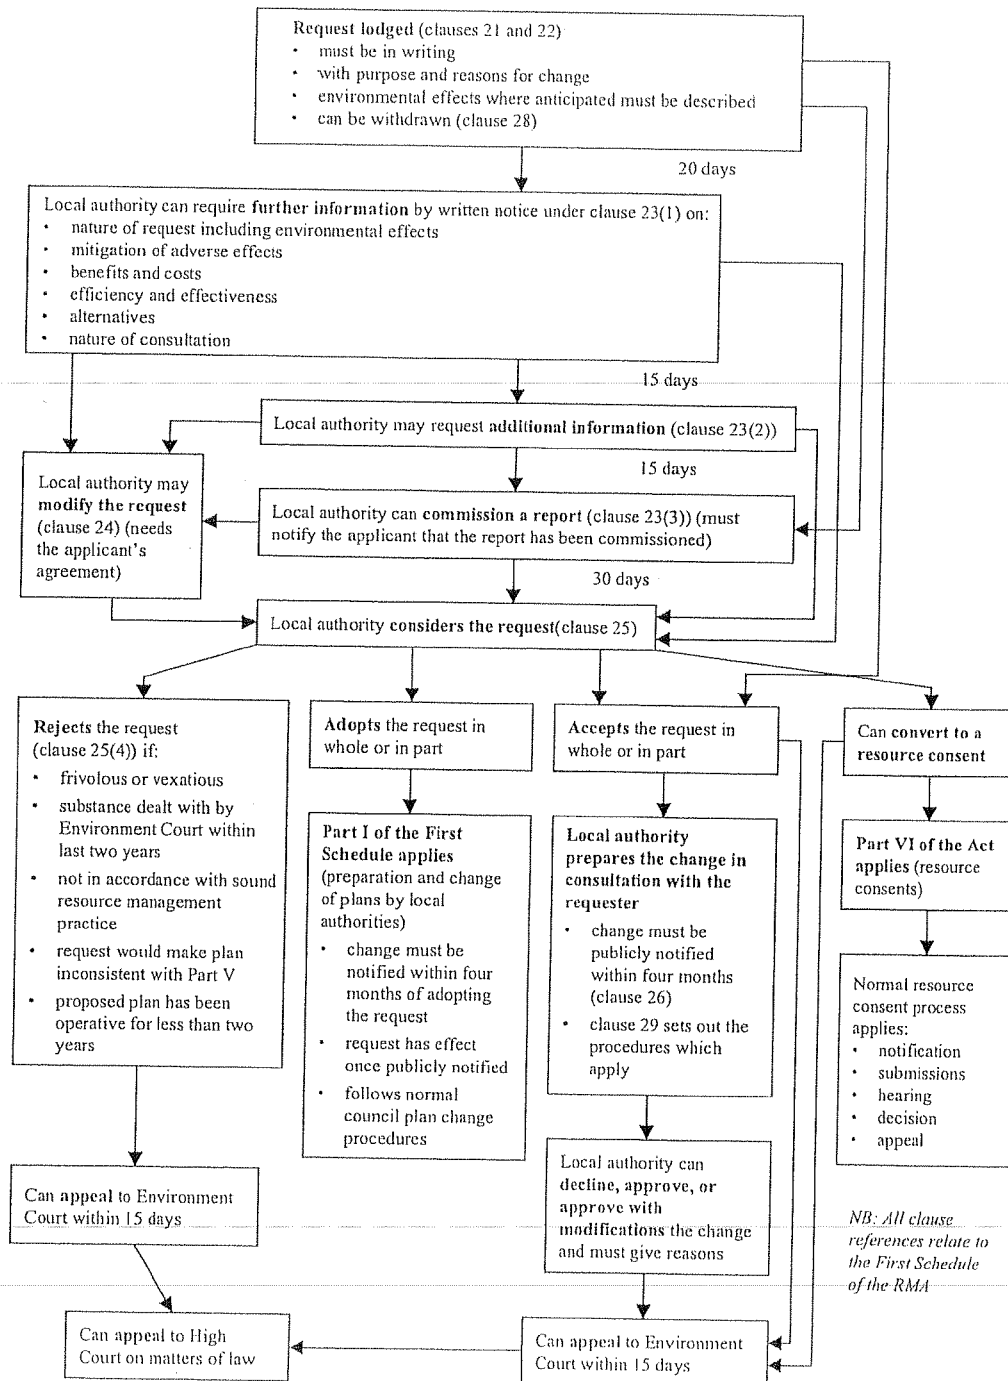 Request lodged (clauses 21 and 22)
• must be in writing
• with purpose and reasons for change
• environmental effects where anticipated must be described
• can be withdrawn (clause 28)
20 days
Local authority can require further information by written notice under clause 23(1) on:
• nature of request including environmental effects
• mitigation of adverse effects
• benefits and costs
• efficiency and effectiveness
• alternatives
• nature of consultation
15 days
Local authority may request additional information (clause 23(2))
15 days
Local authority may
modify the request
(clause 24) (needs
the applicant's
agreement)
Local authority can commission a report (clause 23(3)) (must
notify the applicant that the report has been commissioned)
30 days
Local authority considers the request(clause 25)
Rejects the request
(clause 25(4)) if:
• frivolous or vexatious
• substance dealt with by
Environment Court within
last two years
• not in accordance with sound
resource management
practice
• request would make plan
inconsistent with Part V
• proposed plan has been
operative for less than two
years
Can appeal to Environment
Court within 15 days
Can appeal to High
Court on matters of law
Adopts the request in
whole or in part
Part I of the First
Schedule applies
(preparation and change
of plans by local
authorities)
• change must be
notified within four
months of adopting
the request
• request has effect
once publicly notified
• follows normal
council plan change
procedures
Accepts the request in
whole or in part
Local authority
prepares the change in
consultation with the
requester
• change must be
publicly notified
within four months
(clause 26)
• clause 29 sets out the
procedures which
apply
Local authority can
decline, approve, or
approve with
modifications the change
and must give reasons
Can appeal to Environment
Court within 15 days
Can convert to a
resource consent
Part VI of the Act
applies (resource
consents)
Normal resource
consent process
applies:
• notification
• submissions
• hearing
• decision
• appeal
NB: All clause
references relate to
the First Schedule
of the RMA